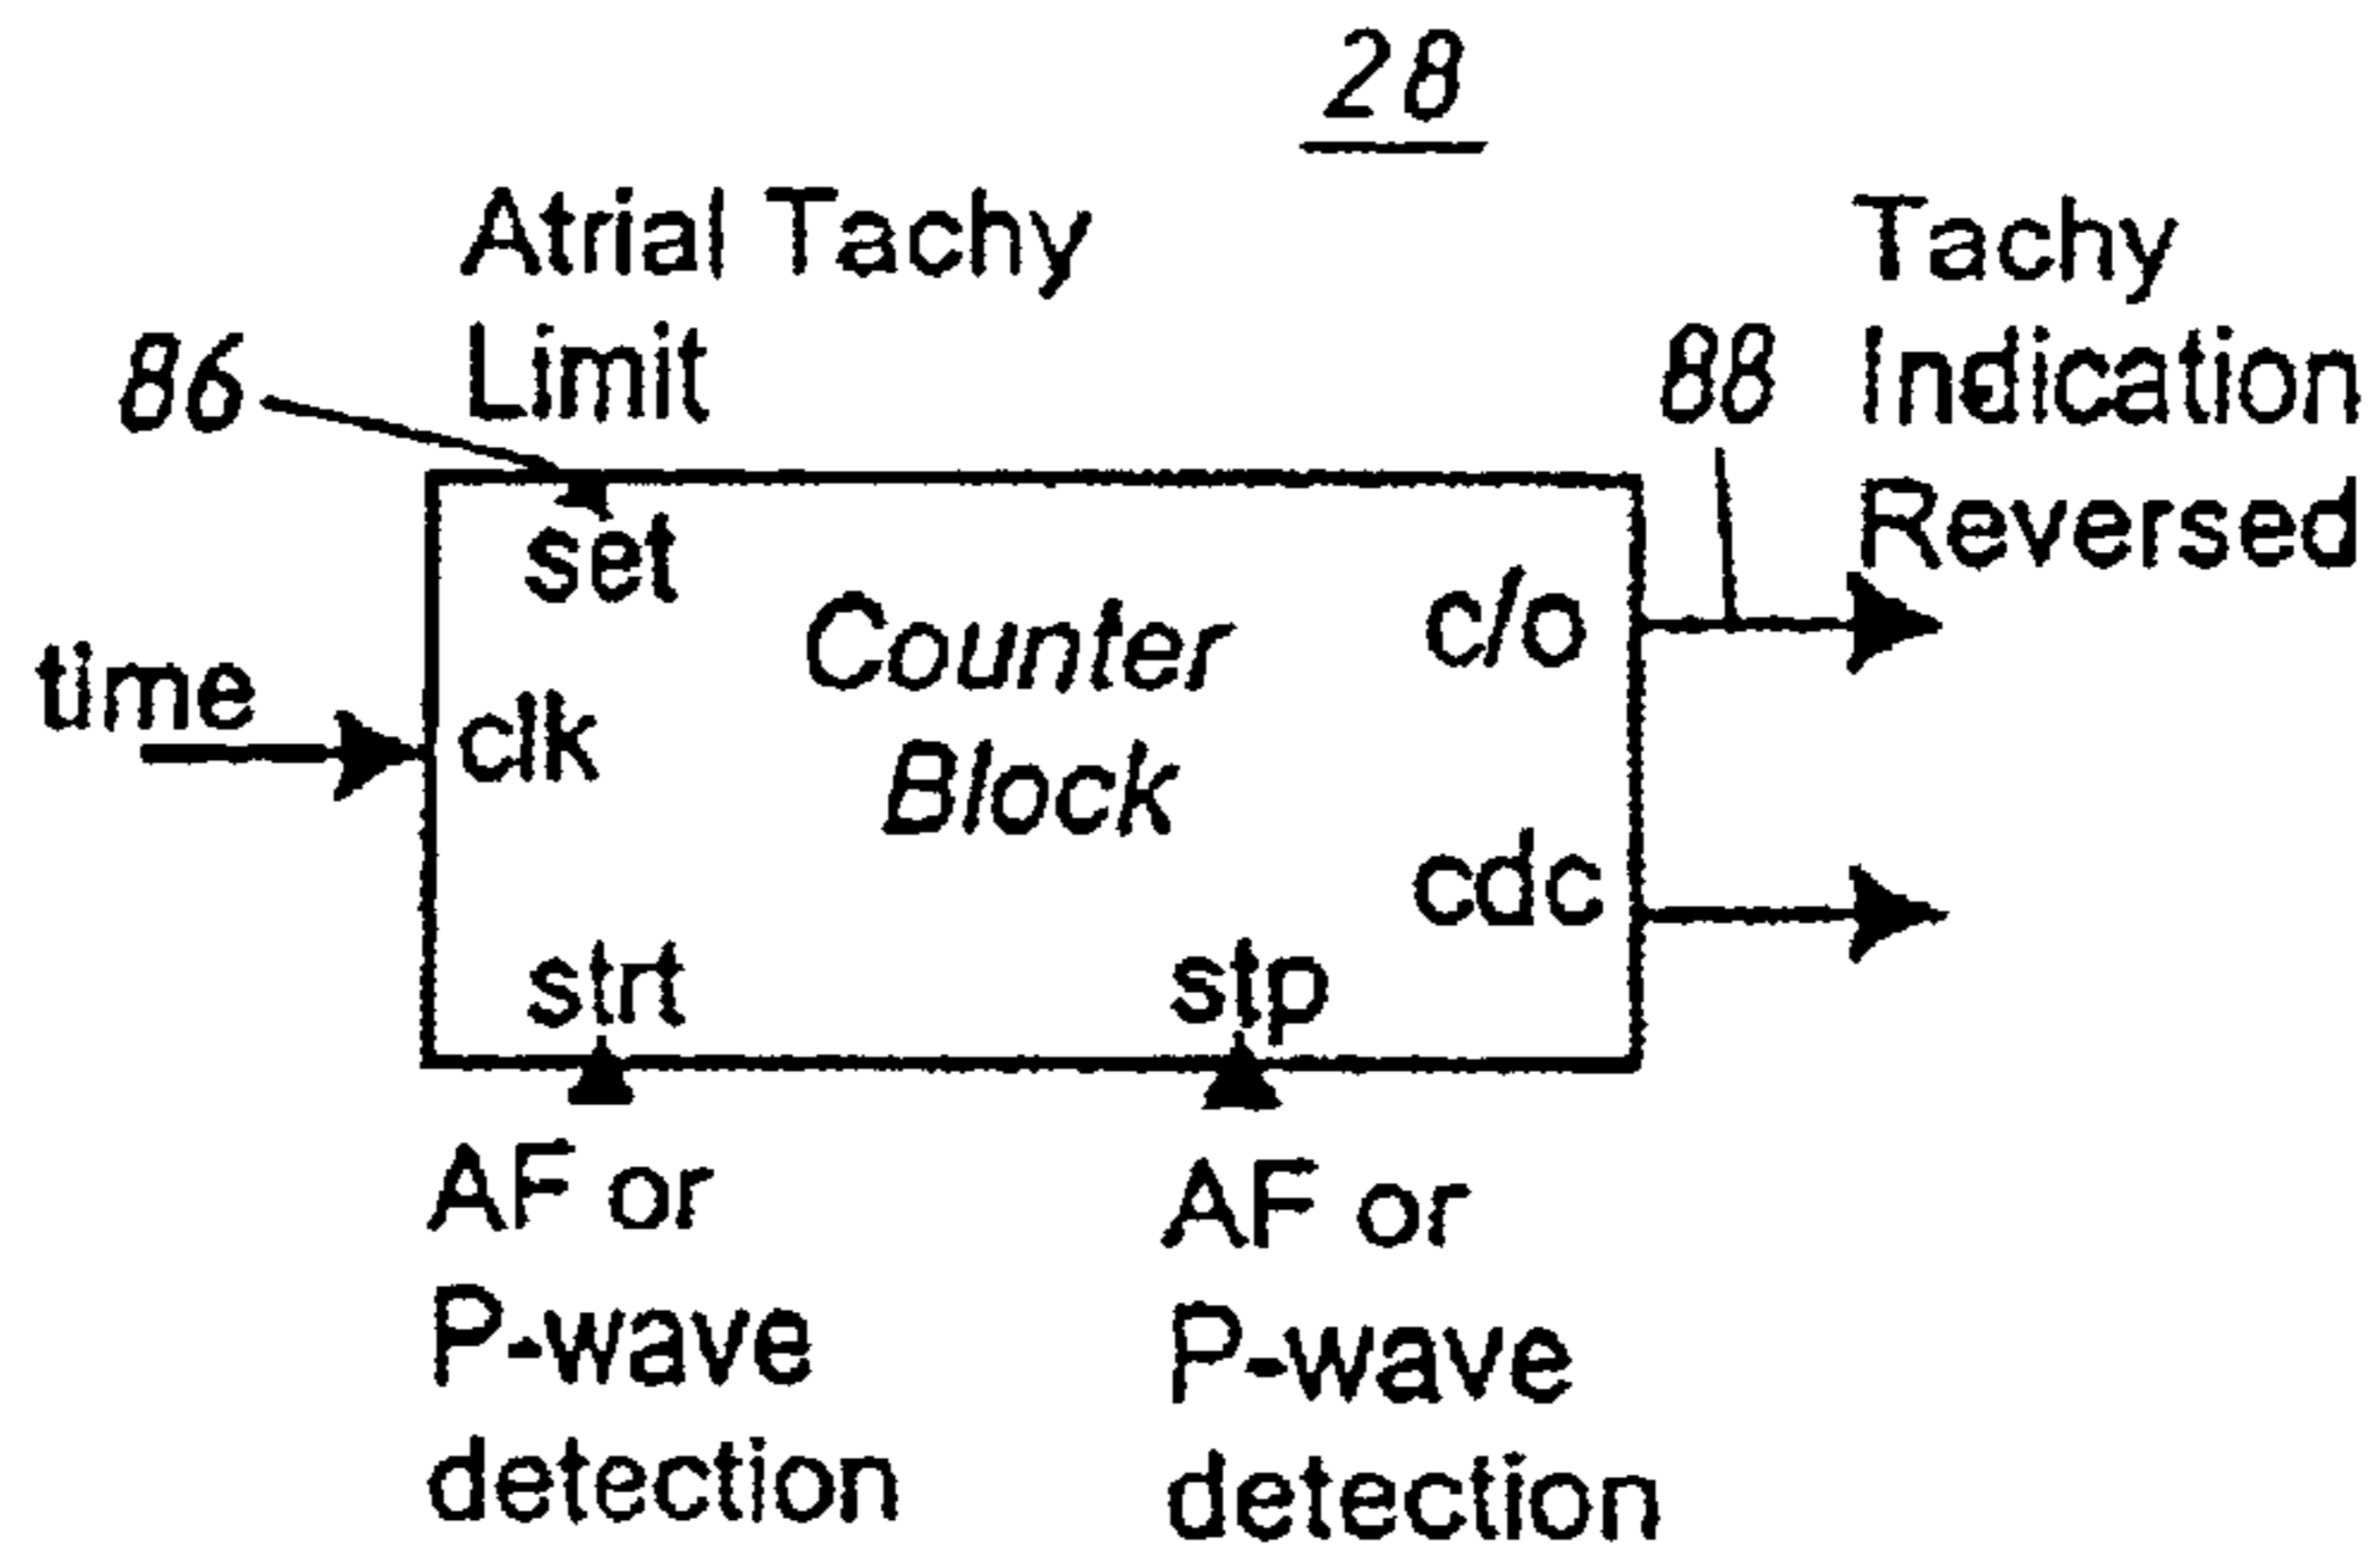 28
Atrial Tachy
Limit
86
88
Tachy
Indication
Reversed
set
Counter
Block
c/o
time
clk
cdc
strt
stp
AF or
P-wave
detection
AF or
P-wave
detection